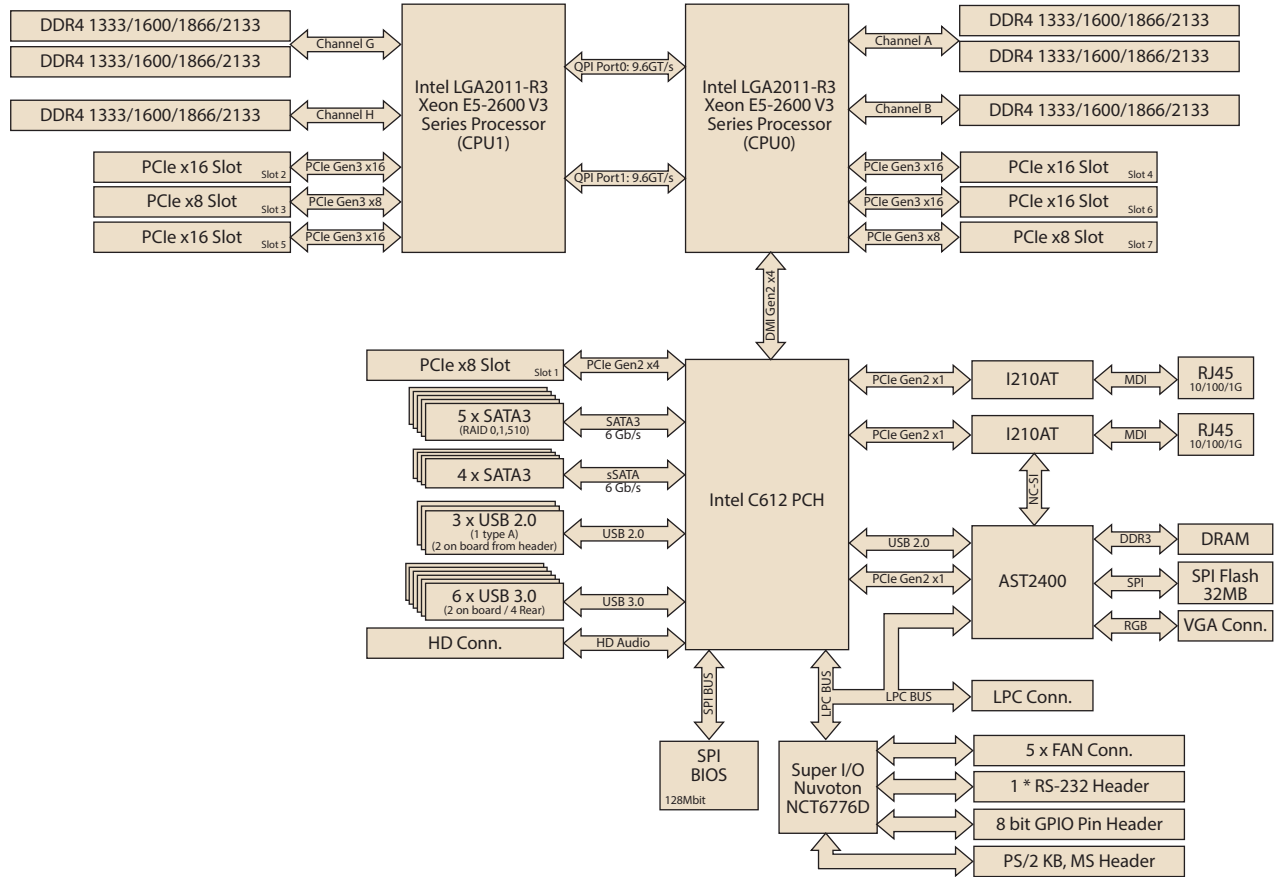 DDR4 1333/1600/1866/2133
DDR4 1333/1600/1866/2133
Channel G
DDR4 1333/1600/1866/2133
Channel H
PCIe x16 Slot
Slot 2
PCIe Gen3 x16
PCIe x8 Slot
Slot 3
PCIe Gen3 x8
PCIe x16 Slot
Slot 5
PCIe Gen3 x16
Intel LGA2011-R3
Xeon E5-2600 V3
Series Processor
(CPU1)
QPI Port0: 9.6GT/s
QPI Port1: 9.6GT/s
Intel LGA2011-R3
Xeon E5-2600 V3
Series Processor
(CPU0)
Channel A
DDR4 1333/1600/1866/2133
DDR4 1333/1600/1866/2133
Channel B
DDR4 1333/1600/1866/2133
PCIe Gen3 x16
PCIe x16 Slot
Slot 4
PCIe Gen3 x16
PCIe x16 Slot
Slot 6
PCIe Gen3 x8
PCIe x8 Slot
Slot 7
DMI Gen2 x4
PCIe x8 Slot
Slot 1
PCIe Gen2 x4
5 x SATA3
(RAID 0,1,510)
SATA3
6 Gb/s
4 x SATA3
sSATA
6 Gb/s
3 x USB 2.0
(1 type A)
(2 on board from header)
USB 2.0
6 x USB 3.0
(2 on board / 4 Rear)
USB 3.0
HD Conn.
HD Audio
Intel C612 PCH
PCIe Gen2 x1
I210AT
MDI
RJ45
10/100/1G
PCIe Gen2 x1
I210AT
MDI
RJ45
10/100/1G
NC-SI
USB 2.0
PCIe Gen2 x1
AST2400
DDR3
DRAM
SPI
SPI Flash
32MB
RGB
VGA Conn.
SPI BUS
LPC BUS
LPC BUS
LPC Conn.
SPI
BIOS
128Mbit
Super I/O
Nuvoton
NCT6776D
5 x FAN Conn.
1 * RS-232 Header
8 bit GPIO Pin Header
PS/2 KB, MS Header